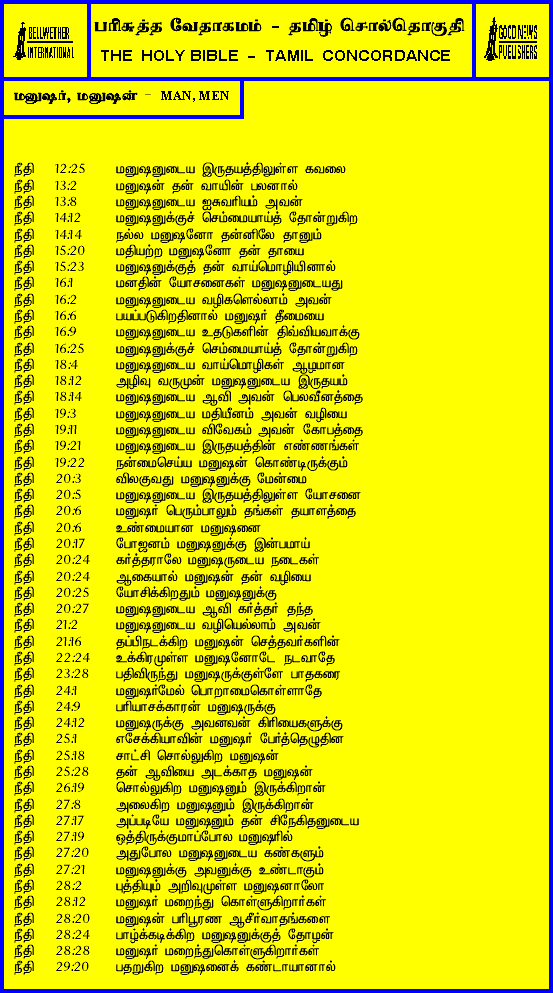 BELLWETHER
INTERNATIONAL
பரிசுத்த வேதாகமம் - தமிழ் சொல்தொகுதி
THE HOLY BIBLE - TAMIL CONCORDANCE
GOOD NEWS
PUBLISHERS
மனுஷர், மனுஷன் - MAN, MEN
நீதி 12:25 மனுஷனுடைய இருதயத்திலுள்ள கவலை
நீதி 13:2 மனுஷன் தன் வாயின் பலனால்
நீதி 13:8 மனுஷனுடைய ஐசுவரியம் அவன்
நீதி 14:12 மனுஷனுக்குச் செம்மையாய்த் தோன்றுகிற
நீதி 14:14 நல்ல மனுஷனோ தன்னிலே தானும்
நீதி 15:20 மதியற்ற மனுஷனோ தன் தாயை
நீதி 15:23 மனுஷனுக்குத் தன் வாய்மொழியினால்
நீதி 16:1 மனதின் யோசனைகள் மனுஷனுடையது
நீதி 16:2 மனுஷனுடைய வழிகளெல்லாம் அவன்
நீதி 16:6 பயப்படுகிறதினால் மனுஷர் தீமையை
நீதி 16:9 மனுஷனுடைய உதடுகளின் திவ்வியவாக்கு
நீதி 16:25 மனுஷனுக்குச் செம்மையாய்த் தோன்றுகிற
நீதி 18:4 மனுஷனுடைய வாய்மொழிகள் ஆழமான
நீதி 18:12 அழிவு வருமுன் மனுஷனுடைய இருதயம்
நீதி 18:14 மனுஷனுடைய ஆவி அவன் பெலவீனத்தை
நீதி 19:3 மனுஷனுடைய மதியீனம் அவன் வழியை
நீதி 19:11 மனுஷனுடைய விவேகம் அவன் கோபத்தை
நீதி 19:21 மனுஷனுடைய இருதயத்தின் எண்ணங்கள்
நீதி 19:22 நன்மைசெய்ய மனுஷன் கொண்டிருக்கும்
நீதி 20:3 விலகுவது மனுஷனுக்கு மேன்மை
நீதி 20:5 மனுஷனுடைய இருதயத்திலுள்ள யோசனை
நீதி 20:6 மனுஷர் பெரும்பாலும் தங்கள் தயாளத்தை
நீதி 20:6 உண்மையான மனுஷனை
நீதி 20:17 போஜனம் மனுஷனுக்கு இன்பமாய்
நீதி 20:24 கர்த்தராலே மனுஷருடைய நடைகள்
நீதி 20:24 ஆகையால் மனுஷன் தன் வழியை
நீதி 20:25 யோசிக்கிறதும் மனுஷனுக்கு
நீதி 20:27 மனுஷனுடைய ஆவி கர்த்தர் தந்த
நீதி 21:2 மனுஷனுடைய வழியெல்லாம் அவன்
நீதி 21:16 தப்பிநடக்கிற மனுஷன் செத்தவர்களின்
நீதி 22:24 உக்கிரமுள்ள மனுஷனோடே நடவாதே
நீதி 23:28 பதிவிருந்து மனுஷருக்குள்ளே பாதகரை
நீதி 24:1 மனுஷர்மேல் பொறாமைகொள்ளாதே
நீதி 24:9 பரியாசக்காரன் மனுஷருக்கு
நீதி 24:12 மனுஷருக்கு அவனவன் கிரியைகளுக்கு
நீதி 25:1 எசேக்கியாவின் மனுஷர் பேர்த்தெழுதின
நீதி 25:18 சாட்சி சொல்லுகிற மனுஷன்
நீதி 25:28 தன் ஆவியை அடக்காத மனுஷன்
நீதி 26:19 சொல்லுகிற மனுஷனும் இருக்கிறான்
நீதி 27:8 அலைகிற மனுஷனும் இருக்கிறான்
நீதி 27:17 அப்படியே மனுஷனும் தன் சிநேகிதனுடைய
நீதி 27:19 ஒத்திருக்குமாப்போல மனுஷரில்
நீதி 27:20 அதுபோல மனுஷனுடைய கண்களும்
நீதி 27:21 மனுஷனுக்கு அவனுக்கு உண்டாகும்
நீதி 28:2 புத்தியும் அறிவுமுள்ள மனுஷனாலோ
நீதி 28:12 மனுஷர் மறைந்து கொள்ளுகிறார்கள்
நீதி 28:20 மனுஷன் பரிபூரண ஆசீர்வாதங்களை
நீதி 28:24 பாழ்க்கடிக்கிற மனுஷனுக்குத் தோழன்
நீதி 28:28 மனுஷர் மறைந்துகொள்ளுகிறார்கள்
நீதி 29:20 பதறுகிற மனுஷனைக் கண்டாயானால்